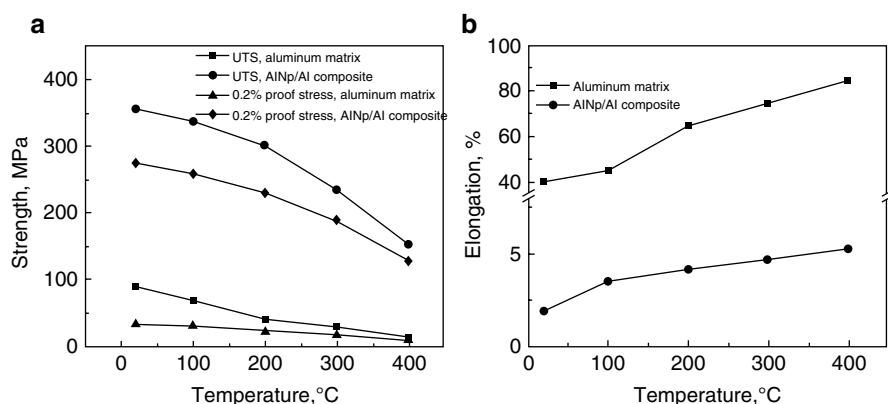 a
UTS, aluminum matrix
UTS, AlNp/Al composite
0.2% proof stress, aluminum matrix
0.2% proof stress, AlNp/Al composite
400
300
200
100
0
Strength, MPa
0 100 200 300 400
Temperature,°C
b
Aluminum matrix
AlNp/Al composite
100
80
60
40
5
0
Elongation, %
0 100 200 300 400
Temperature,°C